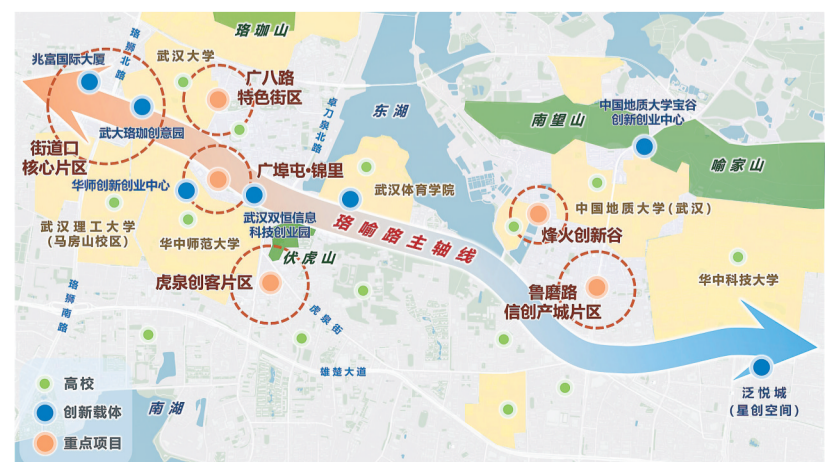 珞珈山
珞狮北路
武汉大学
兆富国际大厦
广八路
特色街区
卓刀泉北路
东湖
中国地质大学宝谷
创新创业中心
南望山
武大珞珈创意园
街道口
核心片区
喻家山
广埠屯·锦里
华师创新创业中心
武汉体育学院
武汉双恒信息
科技创业园
中国地质大学(武汉)
武汉理工大学
(马房山校区)
华中师范大学
珞喻路主轴线
烽火创新谷
伏虎山
华中科技大学
虎泉创客片区
鲁磨路
信创产城片区
珞狮南路
虎泉街
雄楚大道
高校
创新载体
重点项目
南湖
泛悦城
(星创空间)